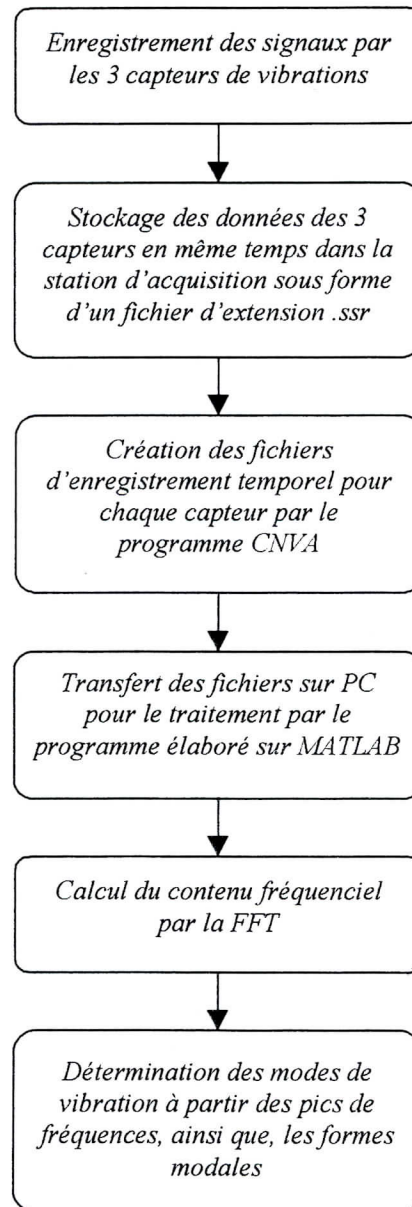 Enregistrement des signaux par
les 3 capteurs de vibrations
Stockage des données des 3
capteurs en même temps dans la
station d'acquisition sous forme
d'un fichier d'extension .ssr
Création des fichiers
d'enregistrement temporel pour
chaque capteur par le
programme CNVA
Transfert des fichiers sur PC
pour le traitement par le
programme élaboré sur MATLAB
Calcul du contenu fréquenciel
par la FFT
Détermination des modes de
vibration à partir des pics de
fréquences, ainsi que, les formes
modales